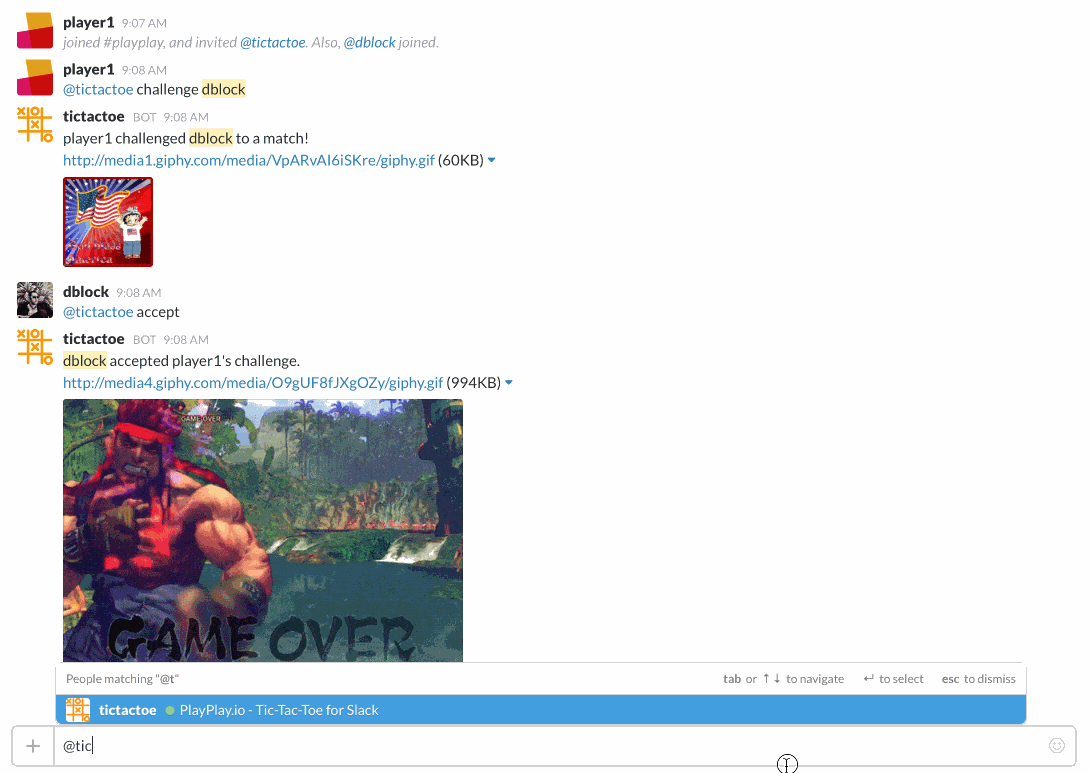 player1 9:07 AM
joined #playplay, and invited @tictactoe. Also, @dblock joined.
player1 9:08 AM
@tictactoe challenge dblock
tictactoe BOT 9:08 AM
player1 challenged dblock to a match!
http://media1.giphy.com/media/VpARvAI6iSKre/giphy.gif (60KB)
America
dblock 9:08 AM
@tictactoe accept
tictactoe BOT 9:08 AM
dblock accepted player1's challenge.
http://media4.giphy.com/media/O9gUF8fJXgOZy/giphy.gif (994KB)
GAME OVER
GAME OVER
People matching "@t" tab or ↑ ↓ to navigate ↵ to select esc to dismiss
tictactoe PlayPlay.io - Tic-Tac-Toe for Slack
@tic